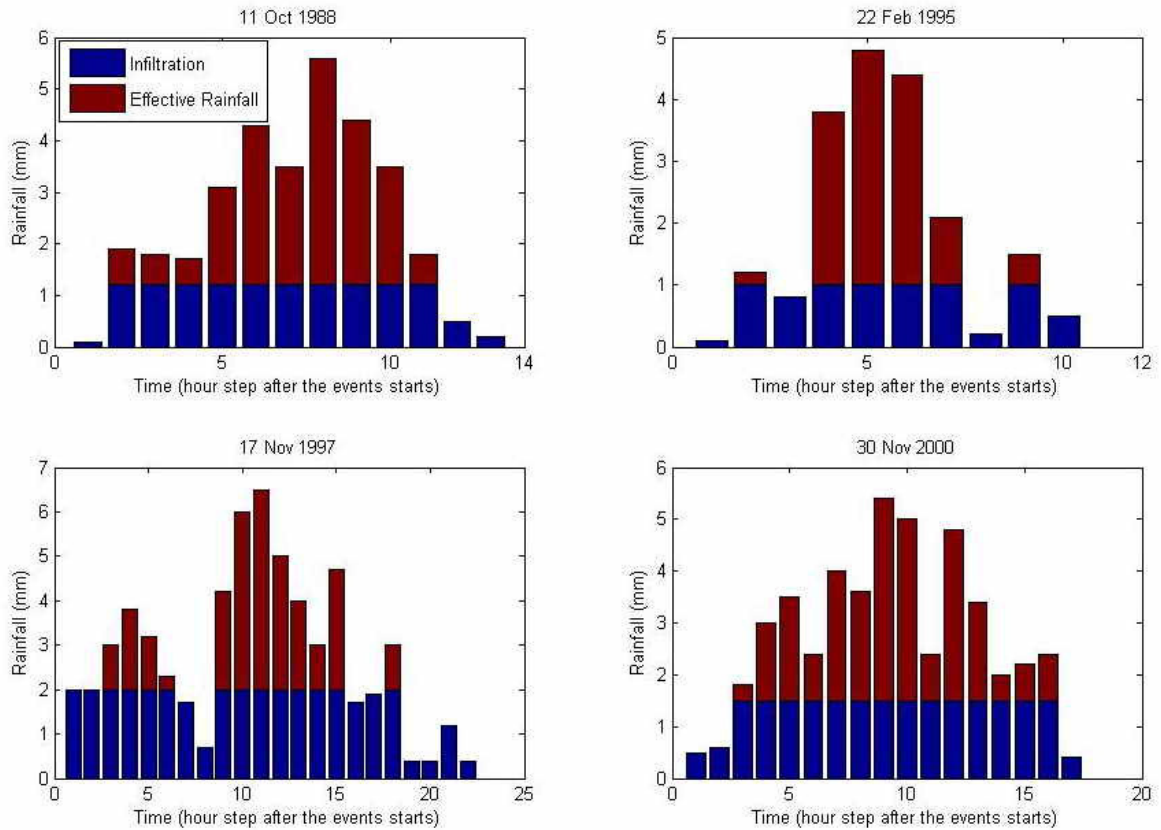 11 Oct 1988
6
5
4
3
2
1
0
Rainfall (mm)
Infiltration
Effective Rainfall
0 5 10 14
Time (hour step after the events starts)
22 Feb 1995
5
4
3
2
1
0
Rainfall (mm)
0 5 10 12
Time (hour step after the events starts)
17 Nov 1997
7
6
5
4
3
2
1
0
Rainfall (mm)
0 5 10 15 20 25
Time (hour step after the events starts)
30 Nov 2000
6
5
4
3
2
1
0
Rainfall (mm)
0 5 10 15 20
Time (hour step after the events starts)